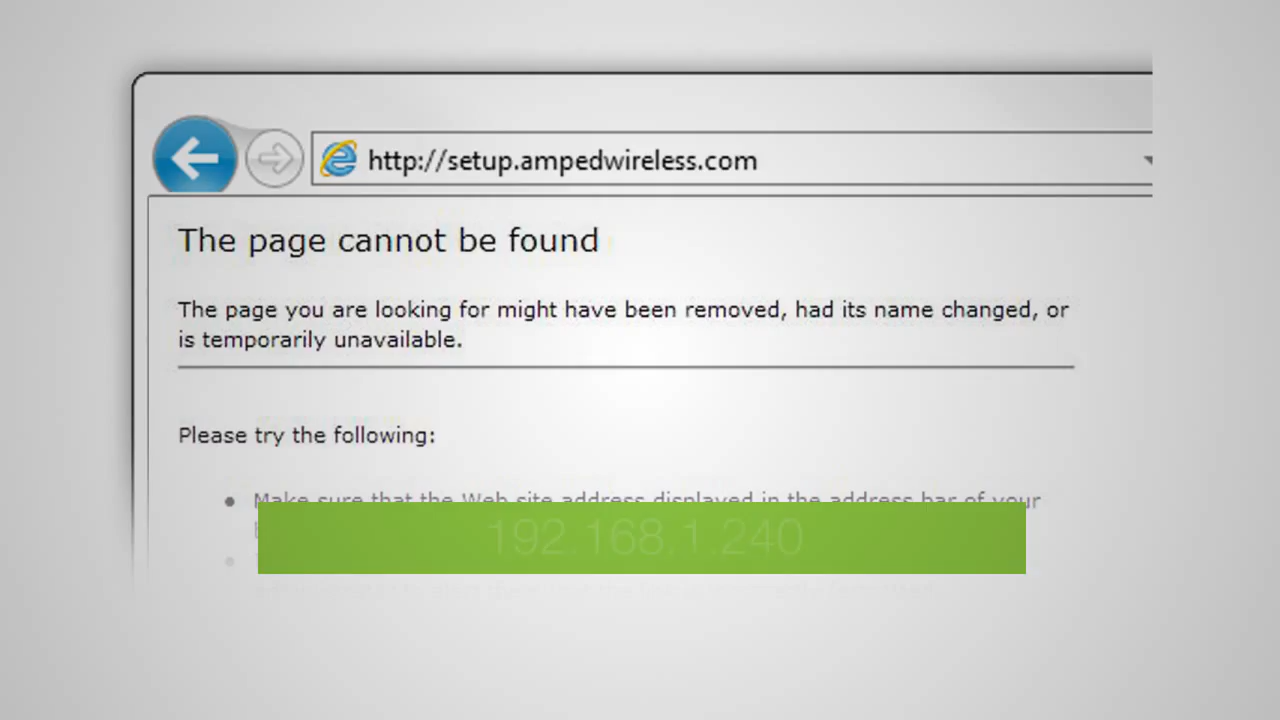 http://setup.ampedwireless.com
The page cannot be found
The page you are looking for might have been removed, had its name changed, or
is temporarily unavailable.
Please try the following:
Make sure that the Web site address displayed in the address bar of your
192.168.1.240